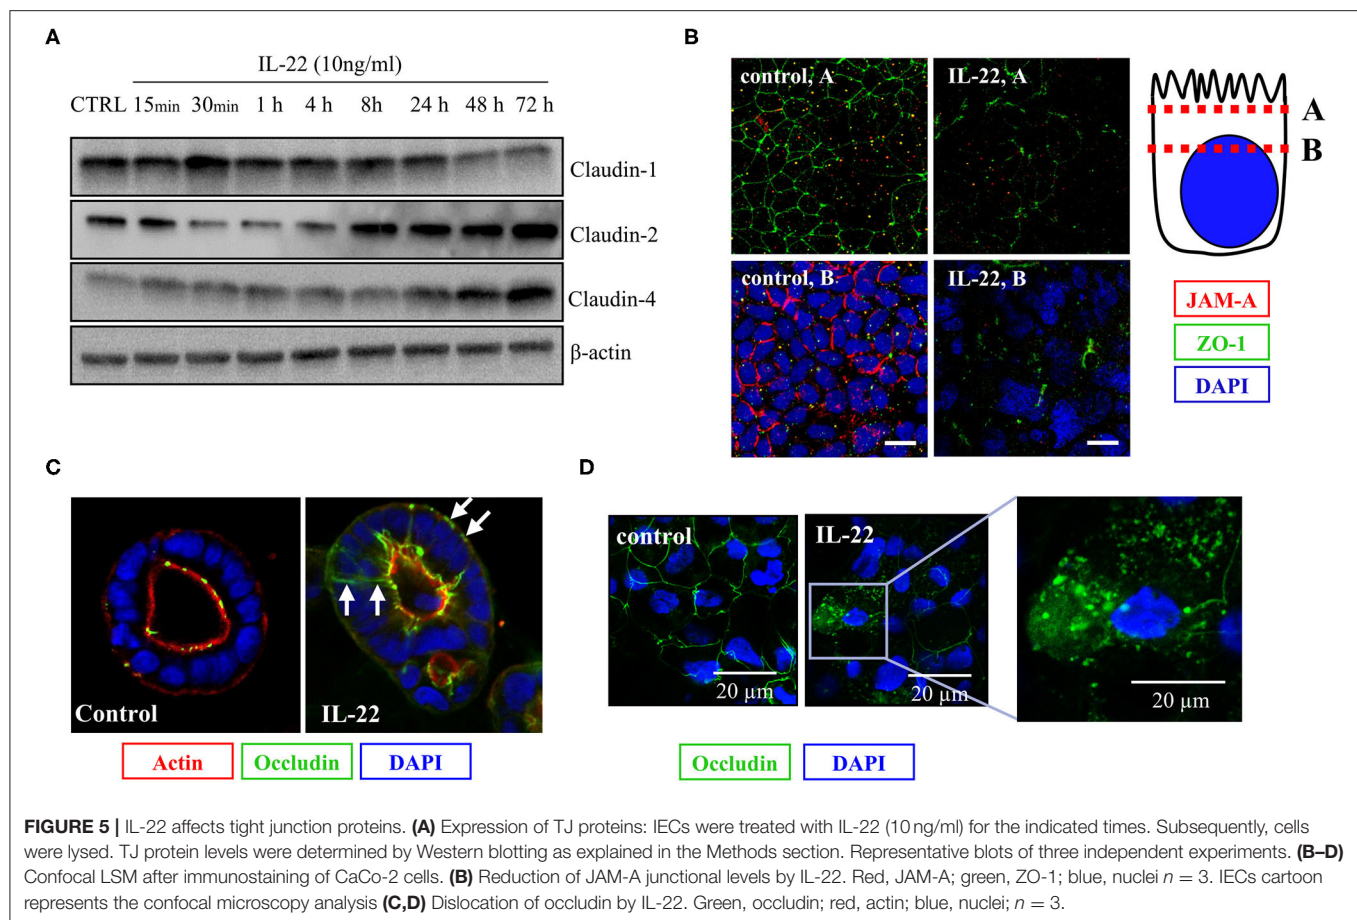 A
IL-22 (10ng/ml)
CTRL 15min 30min 1 h 4 h 8h 24 h 48 h 72 h
Claudin-1
Claudin-2
Claudin-4
β-actin
B
control, A
IL-22, A
control, B
IL-22, B
A
B
JAM-A
ZO-1
DAPI
C
Control
IL-22
Actin
Occludin
DAPI
D
control
IL-22
20 µm
20 µm
20 µm
Occludin
DAPI
FIGURE 5 | IL-22 affects tight junction proteins. (A) Expression of TJ proteins: IECs were treated with IL-22 (10 ng/ml) for the indicated times. Subsequently, cells
were lysed. TJ protein levels were determined by Western blotting as explained in the Methods section. Representative blots of three independent experiments. (B–D)
Confocal LSM after immunostaining of CaCo-2 cells. (B) Reduction of JAM-A junctional levels by IL-22. Red, JAM-A; green, ZO-1; blue, nuclei n = 3. IECs cartoon
represents the confocal microscopy analysis (C,D) Dislocation of occludin by IL-22. Green, occludin; red, actin; blue, nuclei; n = 3.